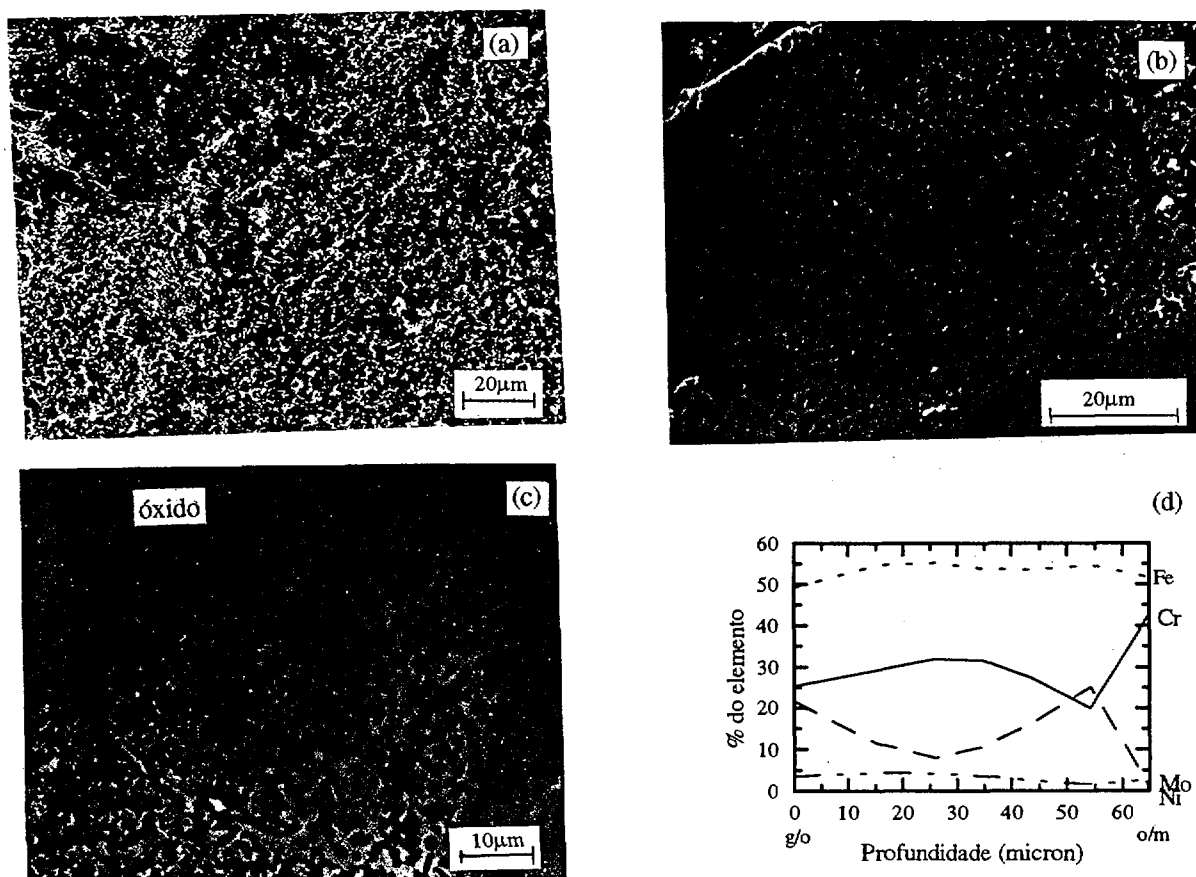 (a)
20µm
(b)
20µm
óxido
(c)
10µm
(d)
60
50
40
30
20
10
0
Fe
Cr
Mo
Ni
% do elemento
0 10 20 30 40 50 60
g/o
o/m
Profundidade (micron)